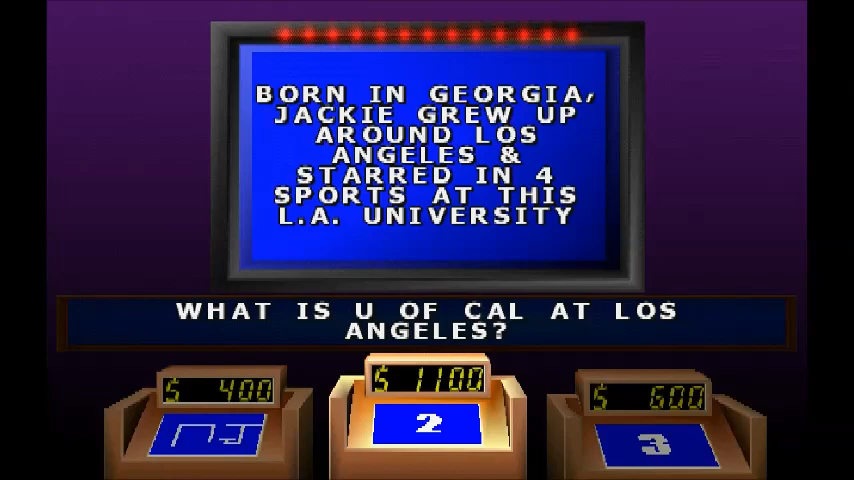 BORN IN GEORGIA,
JACKIE GREW UP
AROUND LOS
ANGELES &
STARRED IN 4
SPORTS AT THIS
L.A. UNIVERSITY
WHAT IS U OF CAL AT LOS
ANGELES?
$ 400
$ 1100
$ 600
2
3